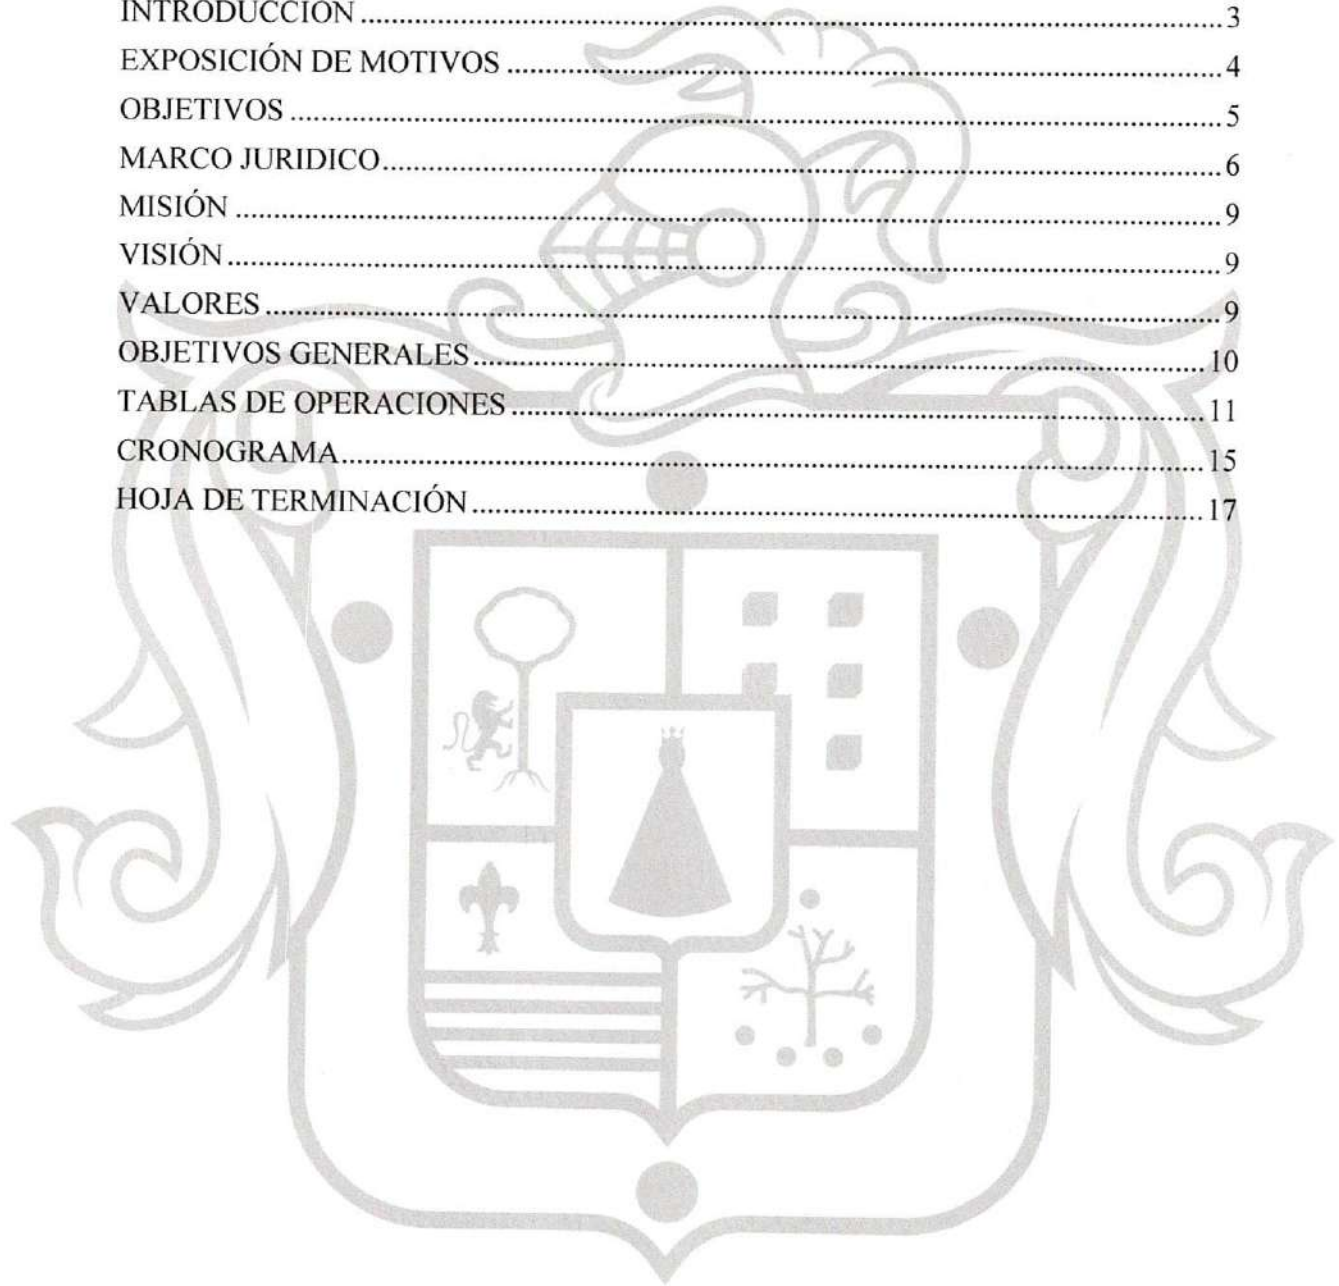 INTRODUCCIÓN ........ 3
EXPOSICIÓN DE MOTIVOS ........ 4
OBJETIVOS ........ 5
MARCO JURIDICO ........ 6
MISIÓN ........ 9
VISIÓN ........ 9
VALORES ........ 9
OBJETIVOS GENERALES ........ 10
TABLAS DE OPERACIONES ........ 11
CRONOGRAMA ........ 15
HOJA DE TERMINACIÓN ........ 17